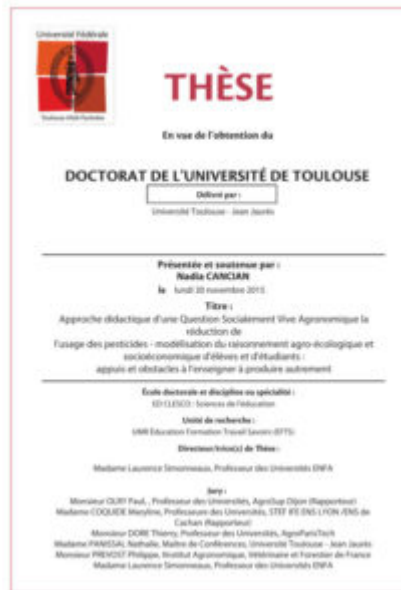 Université Fédérale
Toulouse Midi-Pyrénées
THÈSE
En vue de l'obtention du
DOCTORAT DE L'UNIVERSITÉ DE TOULOUSE
Délivré par :
Université Toulouse - Jean Jaurès
Présentée et soutenue par :
Nadia CANCIAN
le lundi 30 novembre 2015
Titre :
Approche didactique d'une Question Socialement Vive Agronomique la
réduction de
l'usage des pesticides - modélisation du raisonnement agro-écologique et
socioéconomique d'élèves et d'étudiants :
appuis et obstacles à l'enseigner à produire autrement
École doctorale et discipline ou spécialité :
ED CLESCO : Sciences de l'éducation
Unité de recherche :
UMR Éducation Formation Travail Savoirs (EFTS)
Directeur/trice(s) de Thèse :
Madame Laurence Simonneaux, Professeur des Universités ENFA
Jury :
Monsieur OLRY Paul, , Professeur des Universités, AgroSup Dijon (Rapporteur)
Madame COQUIDE Maryline, Professeure des Universités, STEF IFE ENS LYON /ENS de
Cachan (Rapporteur)
Monsieur DORE Thierry, Professeur des Universités, AgroParisTech
Madame PANISSAL Nathalie, Maître de Conférences, Université Toulouse - Jean Jaurès
Monsieur PREVOST Philippe, Institut Agronomique, Vétérinaire et Forestier de France
Madame Laurence Simonneaux, Professeur des Universités ENFA